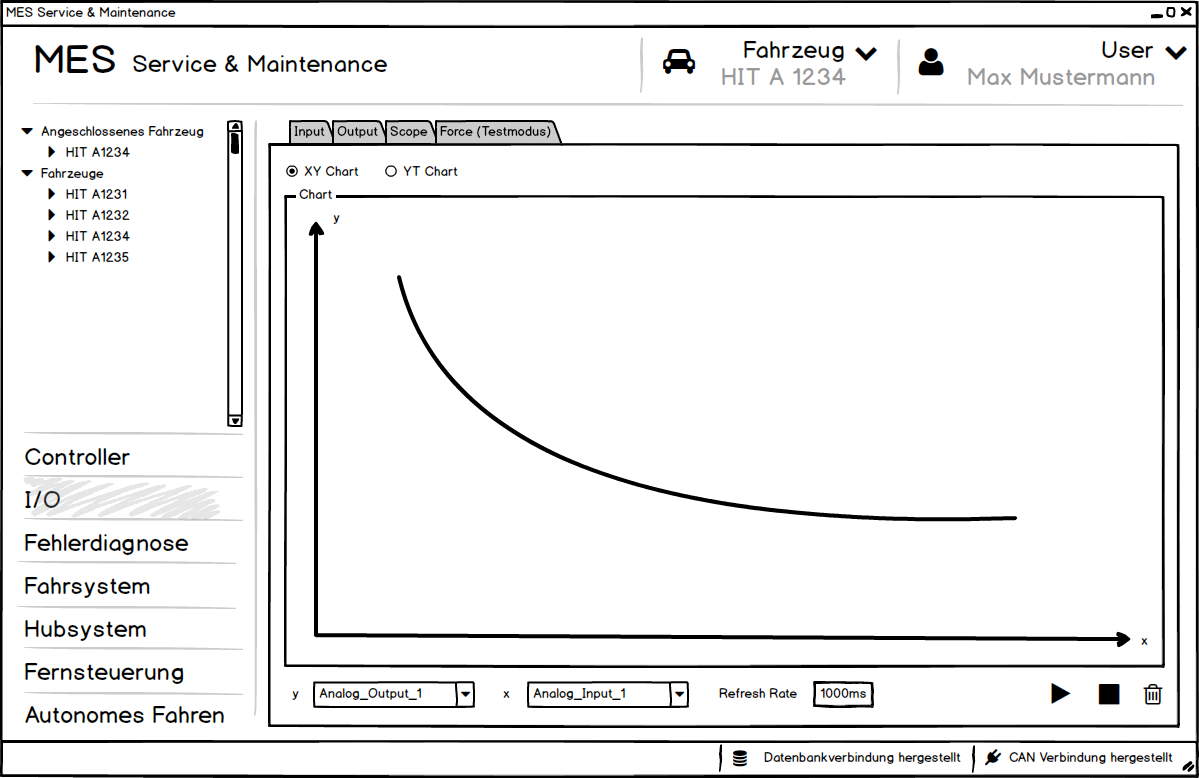 MES Service & Maintenance
MES Service & Maintenance
Fahrzeug
HIT A 1234
User
Max Mustermann
Angeschlossenes Fahrzeug
HIT A1234
Fahrzeuge
HIT A1231
HIT A1232
HIT A1234
HIT A1235
Controller
I/O
Fehlerdiagnose
Fahrsystem
Hubsystem
Fernsteuerung
Autonomes Fahren
Input Output Scope Force (Testmodus)
XY Chart YT Chart
Chart
y
x
y Analog_Output_1 x Analog_Input_1 Refresh Rate 1000ms
Datenbankverbindung hergestellt CAN Verbindung hergestellt